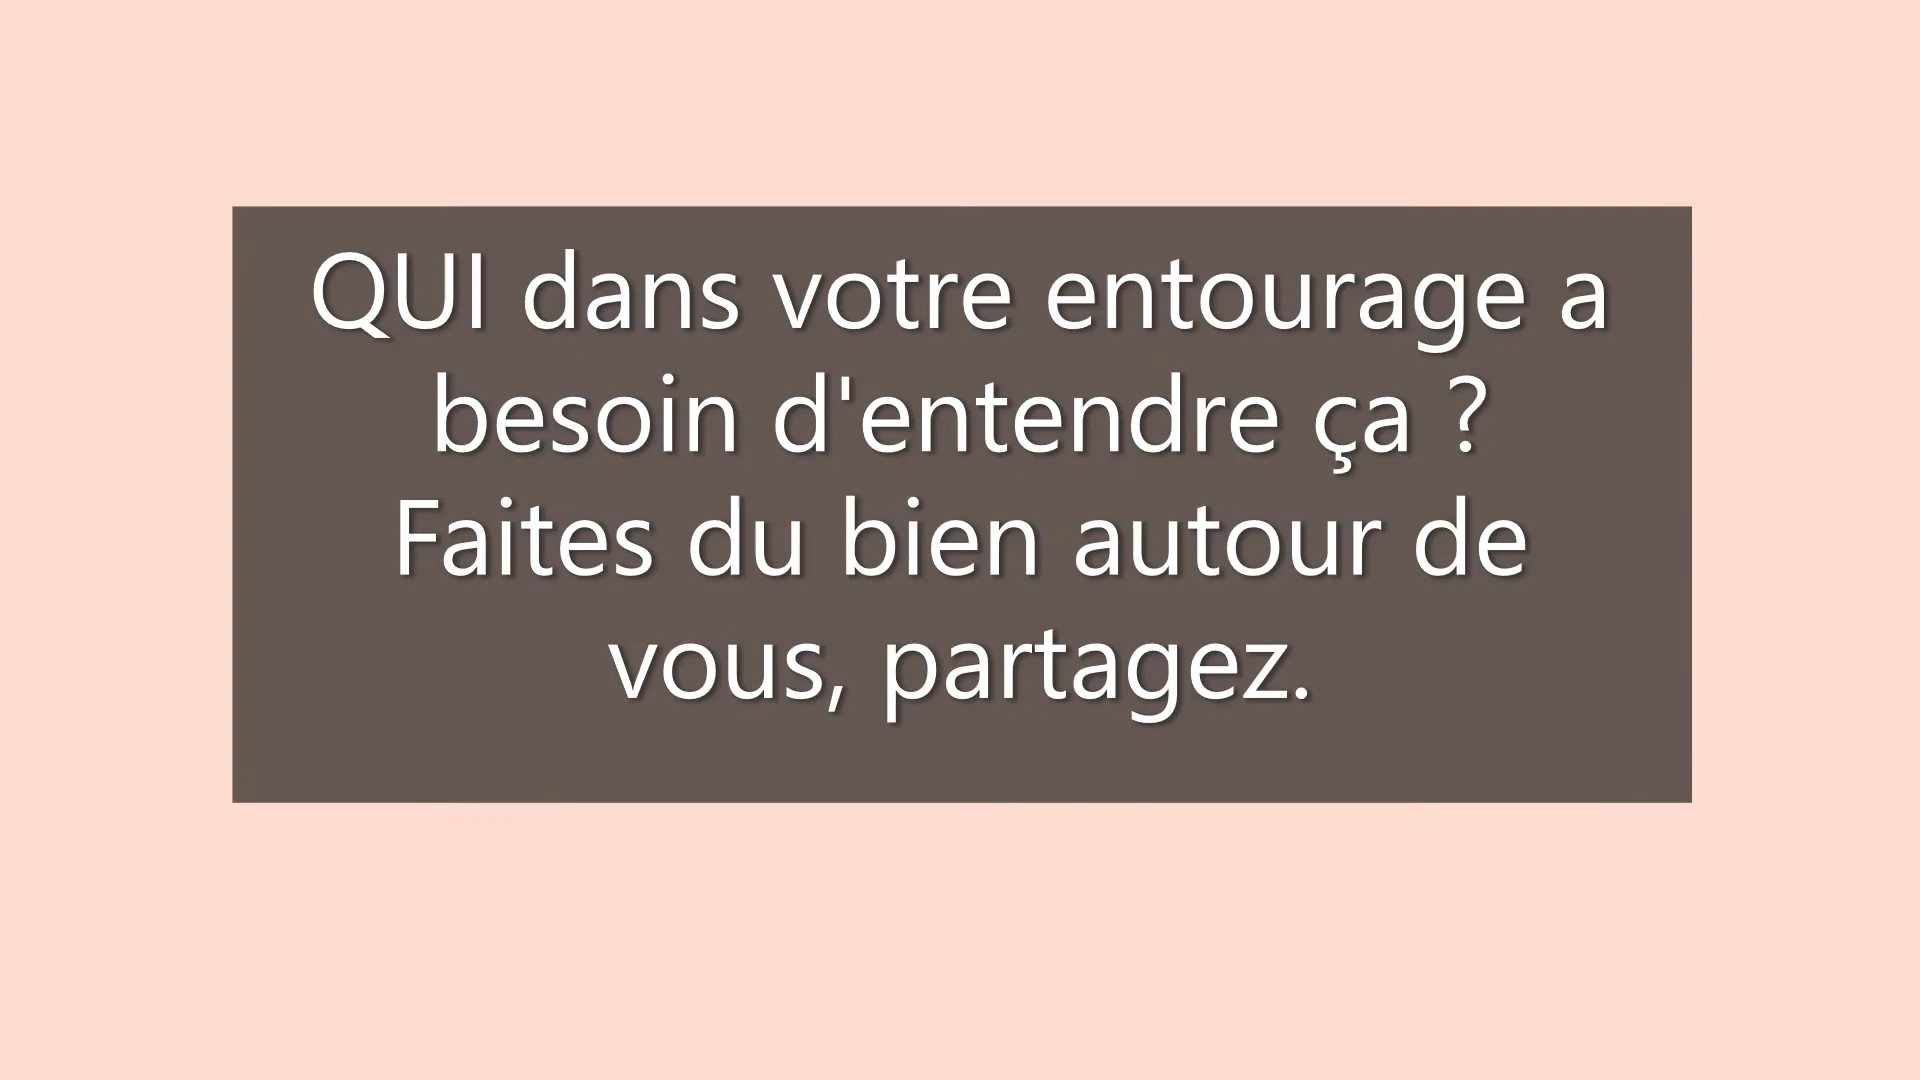 QUI dans votre entourage a
besoin d'entendre ça ?
Faites du bien autour de
vous, partagez.